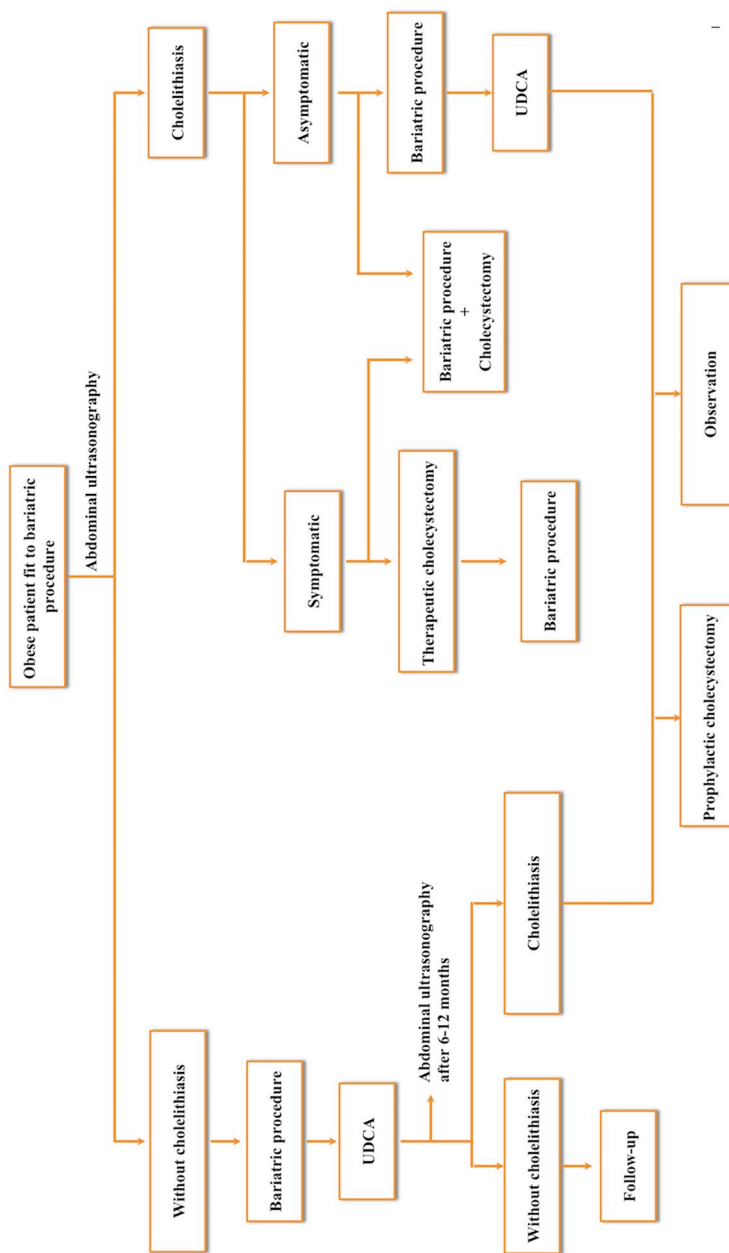 Obese patient fit to bariatric
procedure
Abdominal ultrasonography
Without cholelithiasis
Bariatric procedure
UDCA
Abdominal ultrasonography
after 6-12 months
Without cholelithiasis
Follow-up
Cholelithiasis
Cholelithiasis
Symptomatic
Therapeutic cholecystectomy
Bariatric procedure
Bariatric procedure
+
Cholecystectomy
Asymptomatic
Bariatric procedure
UDCA
Prophylactic cholecystectomy
Observation